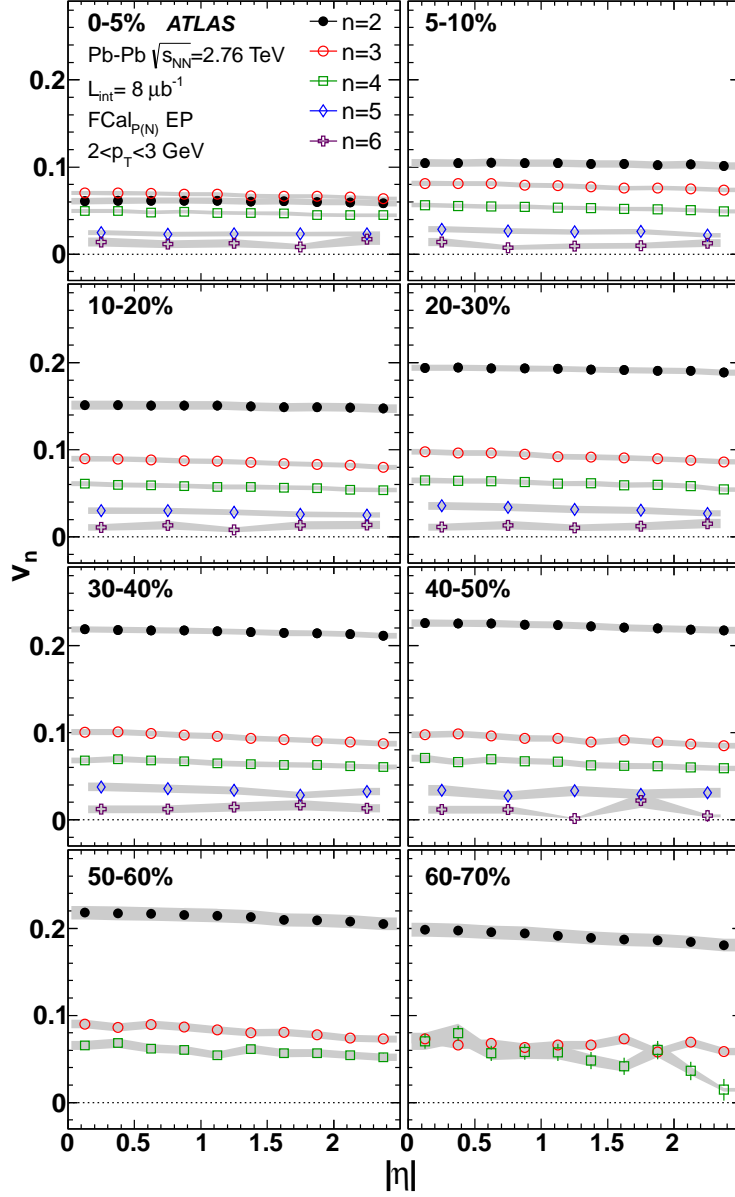 0-5% ATLAS
Pb-Pb √sNN=2.76 TeV
Lint= 8 μb-1
FCalP(N) EP
2<pT<3 GeV
n=2
n=3
n=4
n=5
n=6
5-10%
0.2
0.1
0
10-20%
20-30%
0.2
0.1
0
vn
30-40%
40-50%
0.2
0.1
0
50-60%
60-70%
0.2
0.1
0
0 0.5 1 1.5 2 0 0.5 1 1.5 2
|η|